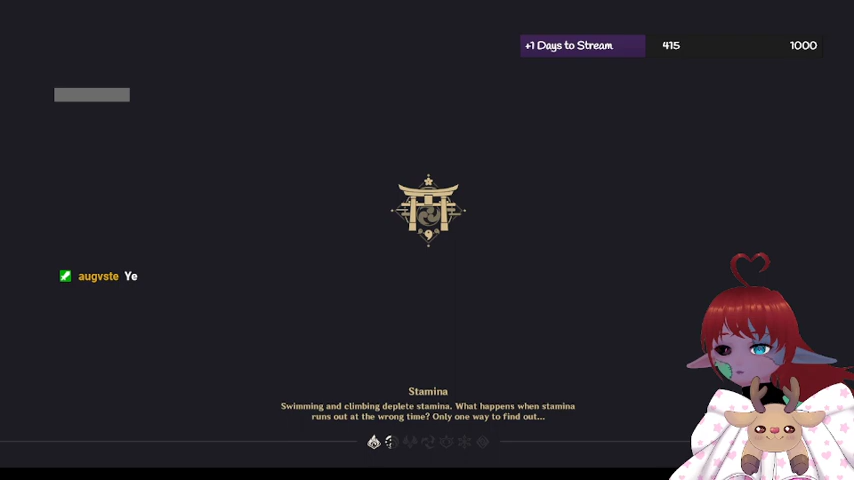 +1 Days to Stream 415 1000
augvste Ye
Stamina
Swimming and climbing deplete stamina. What happens when stamina
runs out at the wrong time? Only one way to find out...